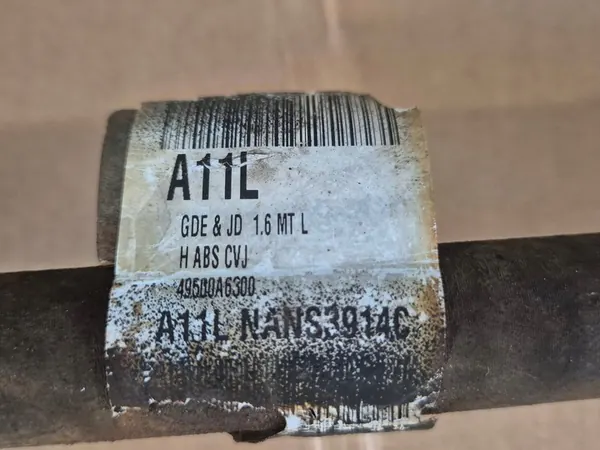 A11L
GDE & JD 1.6 MT L
H ABS CVJ
49500A6300
A11L NANS3914C